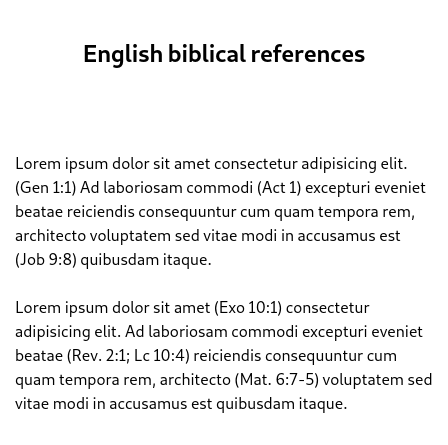 English biblical references
Lorem ipsum dolor sit amet consectetur adipisicing elit.
(Gen 1:1) Ad laboriosam commodi (Act 1) excepturi eveniet
beatae reiciendis consequuntur cum quam tempora rem,
architecto voluptatem sed vitae modi in accusamus est
(Job 9:8) quibusdam itaque.
Lorem ipsum dolor sit amet (Exo 10:1) consectetur
adipisicing elit. Ad laboriosam commodi excepturi eveniet
beatae (Rev. 2:1; Lc 10:4) reiciendis consequuntur cum
quam tempora rem, architecto (Mat. 6:7-5) voluptatem sed
vitae modi in accusamus est quibusdam itaque.